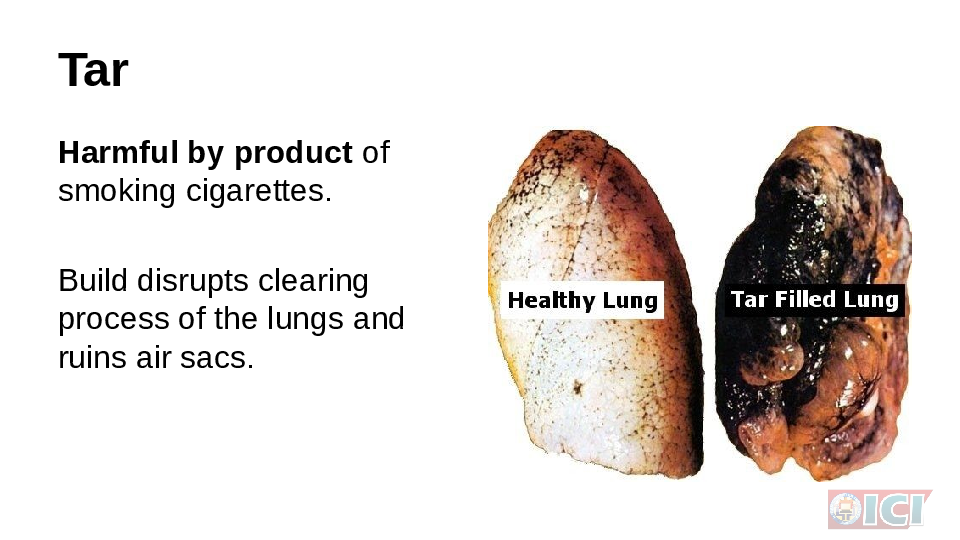 Tar
Harmful by product of
smoking cigarettes.
Build disrupts clearing
process of the lungs and
ruins air sacs.
Healthy Lung
Tar Filled Lung
ICI